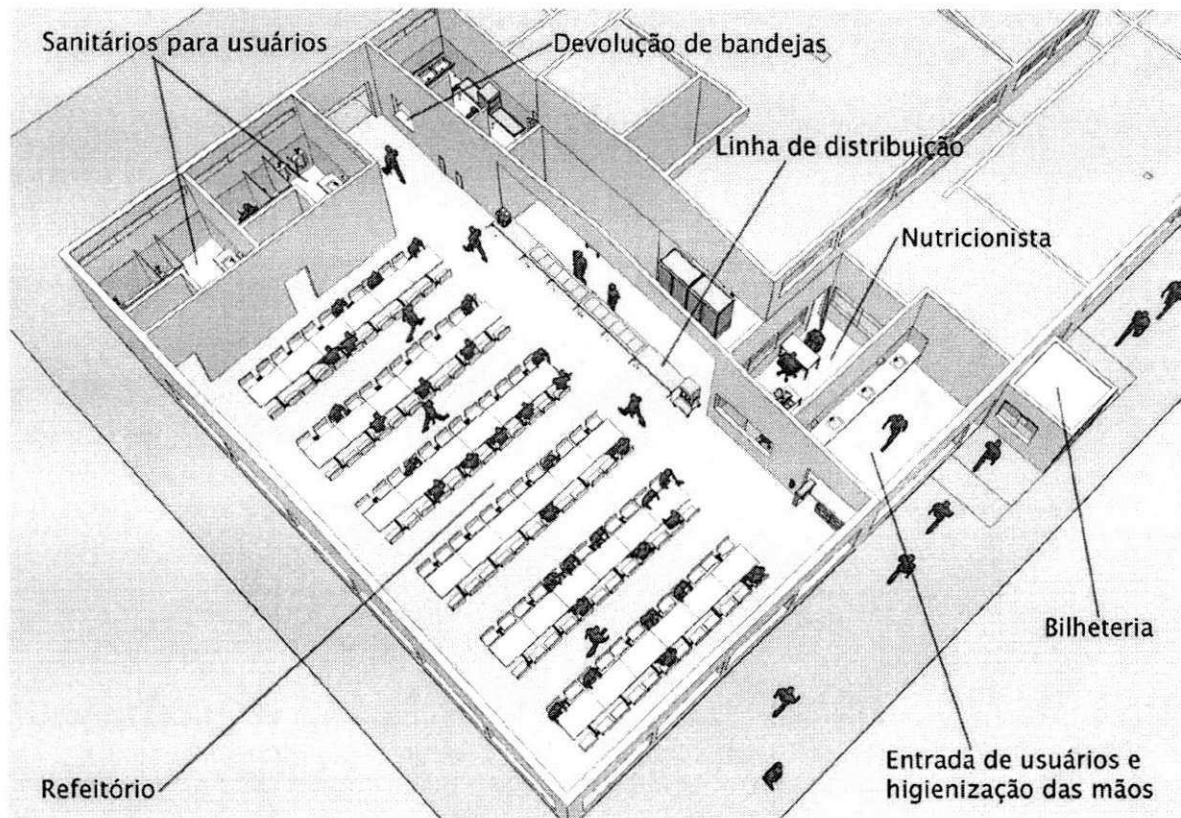 Sanitários para usuários
Devolução de bandejas
Linha de distribuição
Nutricionista
Bilheteria
Refeitório
Entrada de usuários e
higienização das mãos